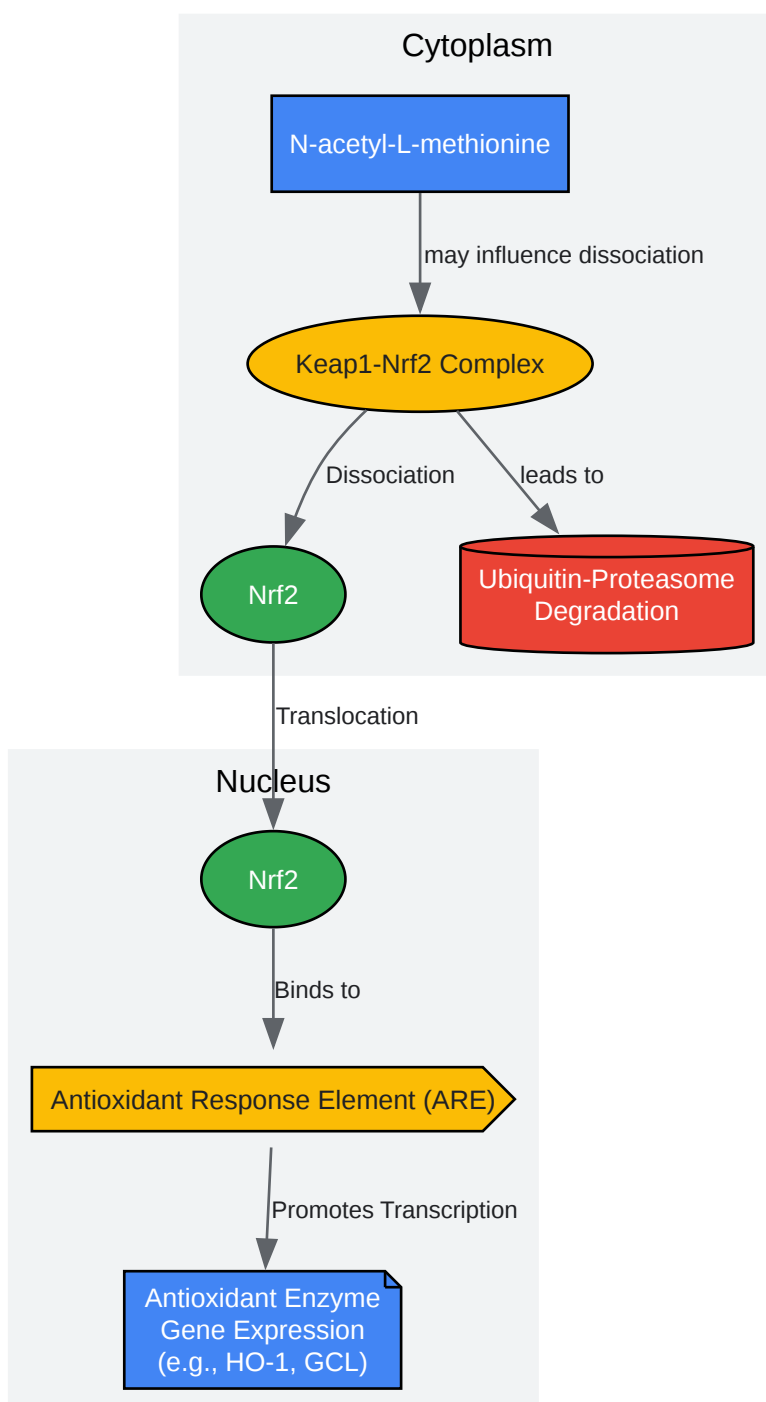 Cytoplasm
N-acetyl-L-methionine
may influence dissociation
Keap1-Nrf2 Complex
Dissociation
leads to
Nrf2
Ubiquitin-Proteasome
Degradation
Translocation
Nucleus
Nrf2
Binds to
Antioxidant Response Element (ARE)
Promotes Transcription
Antioxidant Enzyme
Gene Expression
(e.g., HO-1, GCL)